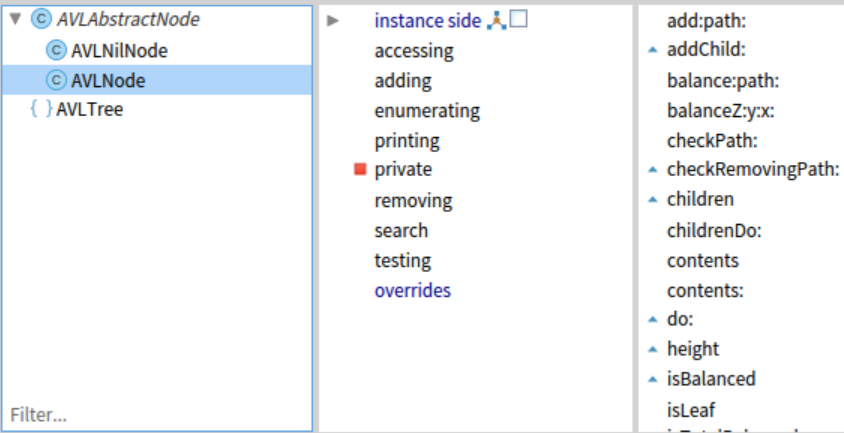 AVLAbstractNode
AVLNilNode
AVLNode
AVLTree
Filter...
instance side
accessing
adding
enumerating
printing
private
removing
search
testing
overrides
add:path:
addChild:
balance:path:
balanceZ:y:x:
checkPath:
checkRemovingPath:
children
childrenDo:
contents
contents:
do:
height
isBalanced
isLeaf